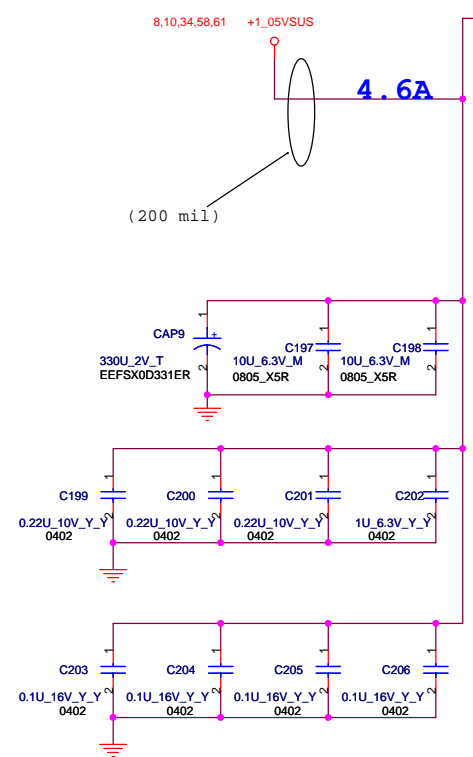 8,10,34,58,61 +1_05VSUS
4.6A
(200 mil)
1
1
1
CAP9
+
C197
C198
330U_2V_T
2
10U_6.3V_M
2
10U_6.3V_M
2
EEFSX0D331ER
0805_X5R
0805_X5R
1
1
1
1
C199
C200
C201
C202
0.22U_10V_Y_Y
2
0.22U_10V_Y_Y
2
0.22U_10V_Y_Y
2
1U_6.3V_Y_Y
2
0402
0402
0402
0402
1
1
1
1
C203
C204
C205
C206
0.1U_16V_Y_Y
2
0.1U_16V_Y_Y
2
0.1U_16V_Y_Y
2
0.1U_16V_Y_Y
2
0402
0402
0402
0402